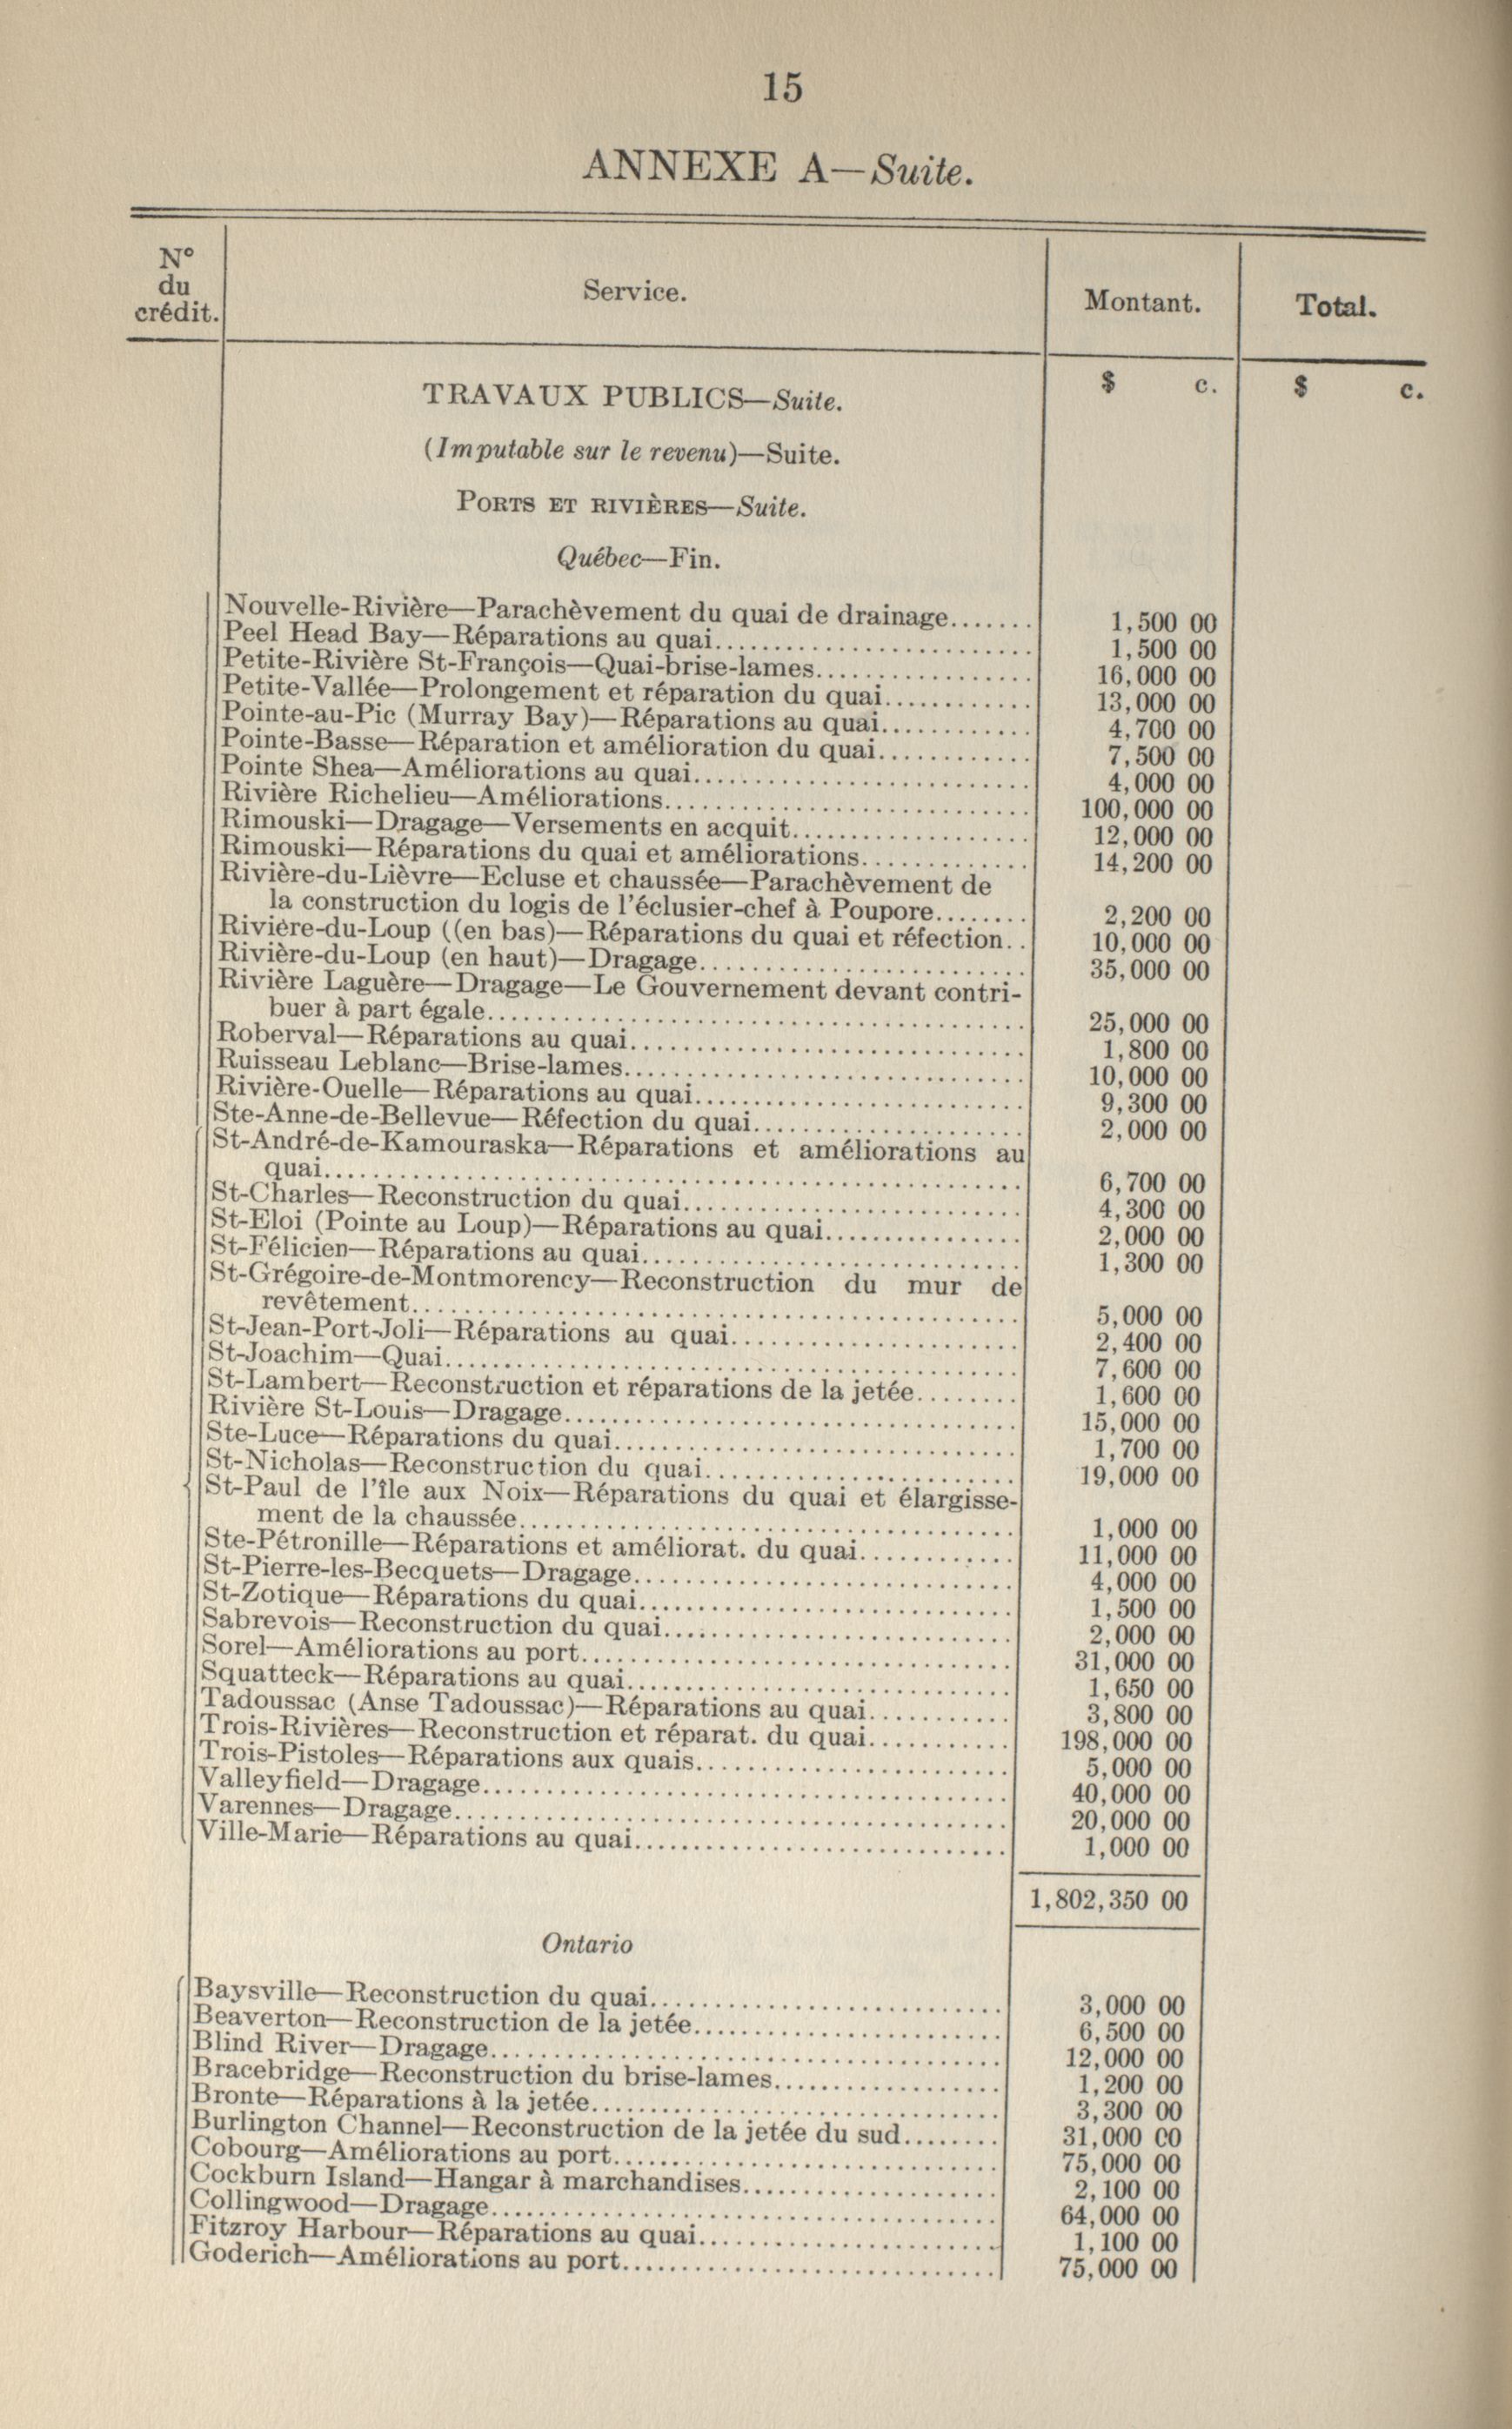 15
ANNEXE A—Suite.
N° du crédit. Service. Montant. Total.
$ c. $ c.
TRAVAUX PUBLICS—Suite.
(Imputable sur le revenu)—Suite.
PORTS ET RIVIÈRES—Suite.
Québec—Fin.
Nouvelle-Rivière—Parachèvement du quai de drainage....... 1,500 00
Peel Head Bay—Réparations au quai........................ 1,500 00
Petite-Rivière St-François—Quai-brise-lames................. 16,000 00
Petite-Vallée—Prolongement et réparation du quai............ 13,000 00
Pointe-au-Pic (Murray Bay)—Réparations au quai............ 4,700 00
Pointe-Basse—Réparation et amélioration du quai............ 7,500 00
Pointe Shea—Améliorations au quai.......................... 4,000 00
Rivière Richelieu—Améliorations............................ 100,000 00
Rimouski—Dragage—Versements en acquit.................. 12,000 00
Rimouski—Réparations du quai et améliorations............. 14,200 00
Rivière-du-Lièvre—Ecluse et chaussée—Parachèvement de
la construction du logis de l'éclusier-chef à Poupore........ 2,200 00
Rivière-du-Loup ((en bas)—Réparations du quai et réfection.. 10,000 00
Rivière-du-Loup (en haut)—Dragage......................... 35,000 00
Rivière Laguère—Dragage—Le Gouvernement devant contri-
buer à part égale......................................... 25,000 00
Roberval—Réparations au quai.............................. 1,800 00
Ruisseau Leblanc—Brise-lames.............................. 10,000 00
Rivière-Ouelle—Réparations au quai......................... 9,300 00
Ste-Anne-de-Bellevue—Réfection du quai..................... 2,000 00
St-André-de-Kamouraska—Réparations et améliorations au
quai..................................................... 6,700 00
St-Charles—Reconstruction du quai.......................... 4,300 00
St-Eloi (Pointe au Loup)—Réparations au quai................ 2,000 00
St-Félicien—Réparations au quai............................ 1,300 00
St-Grégoire-de-Montmorency—Reconstruction du mur de
revêtement............................................... 5,000 00
St-Jean-Port-Joli—Réparations au quai...................... 2,400 00
St-Joachim—Quai............................................ 7,600 00
St-Lambert—Reconstruction et réparations de la jetée........ 1,600 00
Rivière St-Louis—Dragage................................... 15,000 00
Ste-Luce—Réparations du quai............................... 1,700 00
St-Nicholas—Reconstruction du quai......................... 19,000 00
St-Paul de l'île aux Noix—Réparations du quai et élargisse-
ment de la chaussée....................................... 1,000 00
Ste-Pétronille—Réparations et améliorat. du quai............ 11,000 00
St-Pierre-les-Becquets—Dragage............................. 4,000 00
St-Zotique—Réparations du quai............................. 1,500 00
Sabrevois—Reconstruction du quai........................... 2,000 00
Sorel—Améliorations au port................................ 31,000 00
Squatteck—Réparations au quai.............................. 1,650 00
Tadoussac (Anse Tadoussac)—Réparations au quai........... 3,800 00
Trois-Rivières—Reconstruction et réparat. du quai........... 198,000 00
Trois-Pistoles—Réparations aux quais........................ 5,000 00
Valleyfield—Dragage........................................ 40,000 00
Varennes—Dragage.......................................... 20,000 00
Ville-Marie—Réparations au quai............................ 1,000 00
1,802,350 00
Ontario
Baysville—Reconstruction du quai........................... 3,000 00
Beaverton—Reconstruction de la jetée....................... 6,500 00
Blind River—Dragage....................................... 12,000 00
Bracebridge—Reconstruction du brise-lames................. 1,200 00
Bronte—Réparations à la jetée.............................. 3,300 00
Burlington Channel—Reconstruction de la jetée du sud........ 31,000 00
Cobourg—Améliorations au port............................. 75,000 00
Cockburn Island—Hangar à marchandises.................... 2,100 00
Collingwood—Dragage....................................... 64,000 00
Fitzroy Harbour—Réparations au quai....................... 1,100 00
Goderich—Améliorations au port............................ 75,000 00